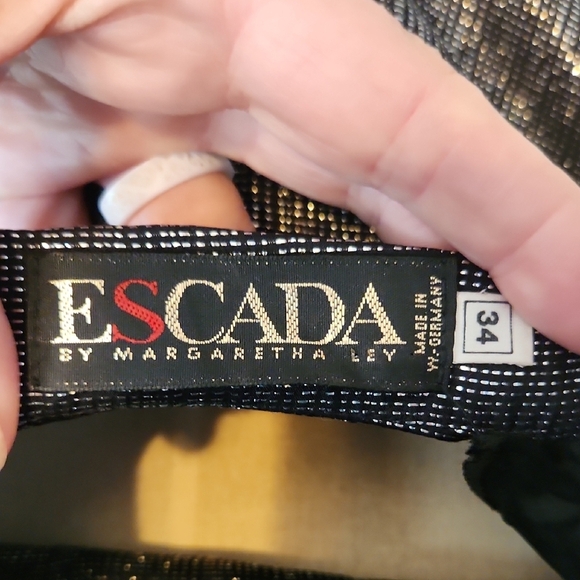 ESCADA
BY MARGARETHA LEY
MADE IN
W.-GERMANY
34